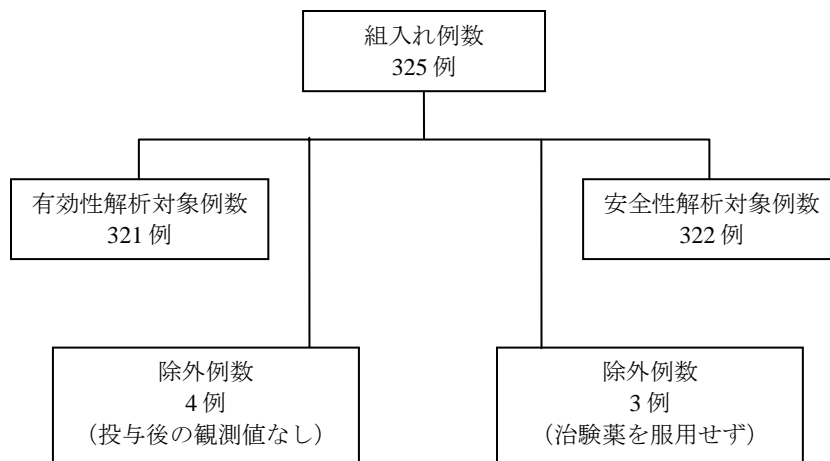 組入れ例数
325 例
有効性解析対象例数
321 例
安全性解析対象例数
322 例
除外例数
4 例
（投与後の観測値なし）
除外例数
3 例
（治験薬を服用せず）